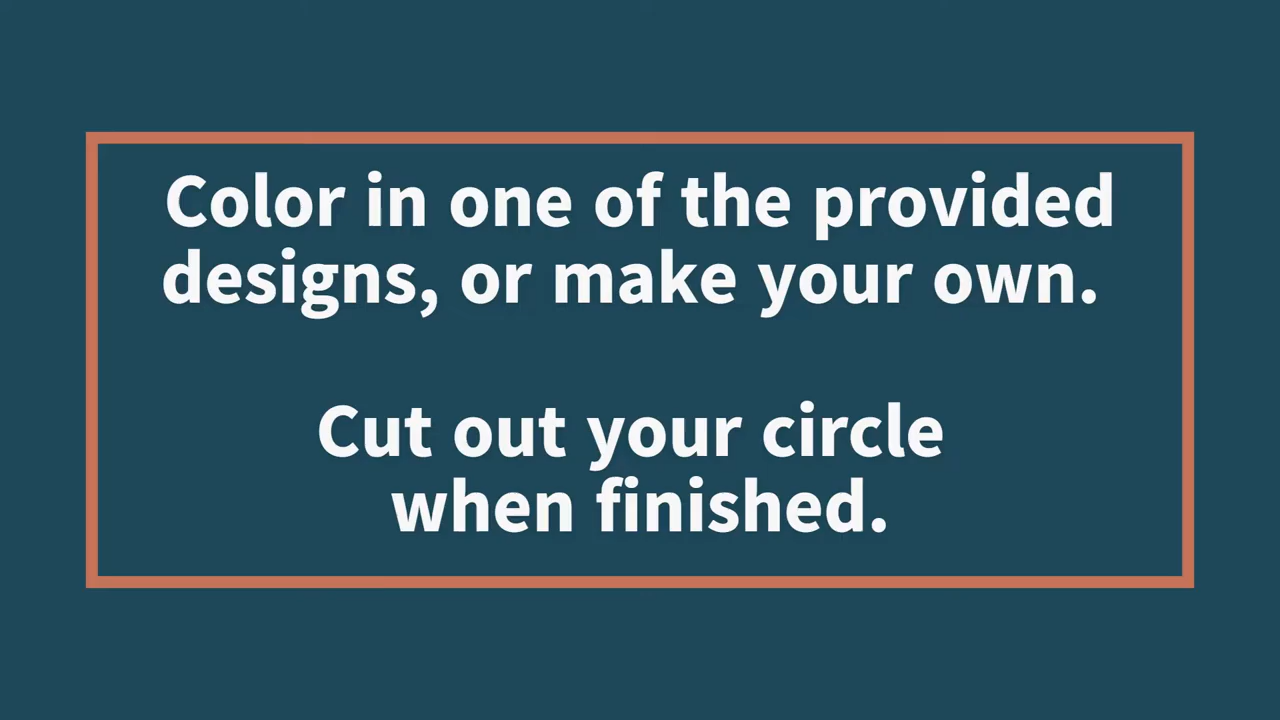 Color in one of the provided
designs, or make your own.
Cut out your circle
when finished.